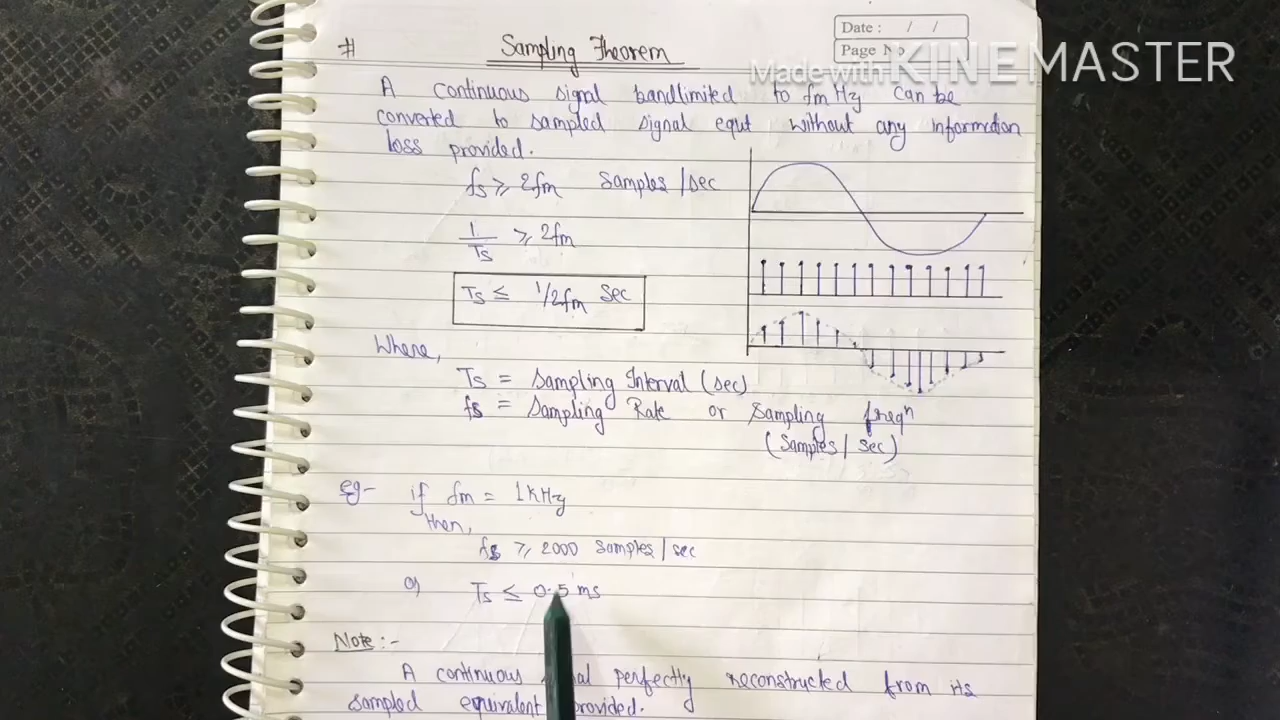 Date : / /
Page No
Made with KINEMASTER
# Sampling Theorem
A continuous signal bandlimited to fm Hz can be
converted to sampled signal equt without any information
loss provided.
fs ≥ 2fm samples/sec
1/Ts ≥ 2fm
Ts ≤ 1/2fm sec
Where,
Ts = Sampling Interval (sec)
fs = Sampling Rate or Sampling freqⁿ
(Samples/sec)
eg- if fm = 1kHz
then,
fs ≥ 2000 samples/sec
or Ts ≤ 0.5 ms
Note:-
A continuous perfectly reconstructed from its
sampled equivalent provided.